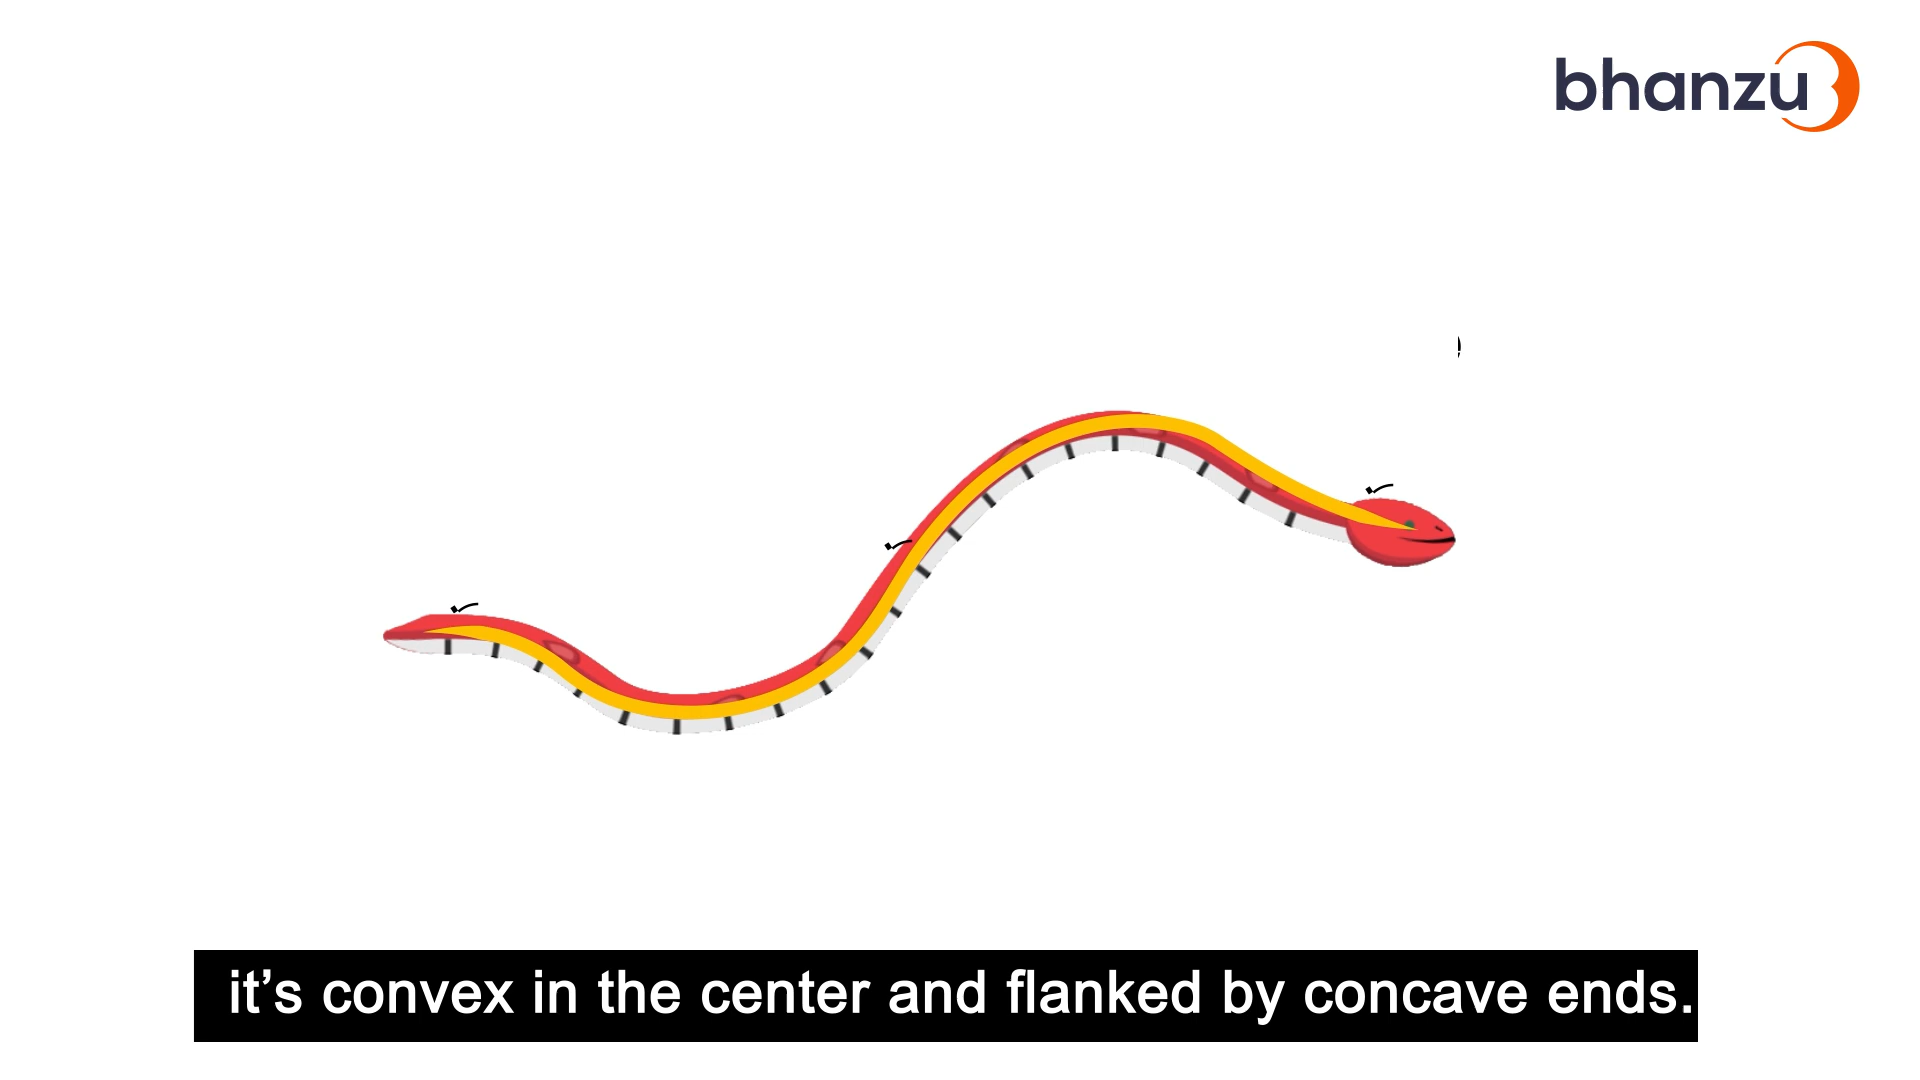 bhanzu
it’s convex in the center and flanked by concave ends.